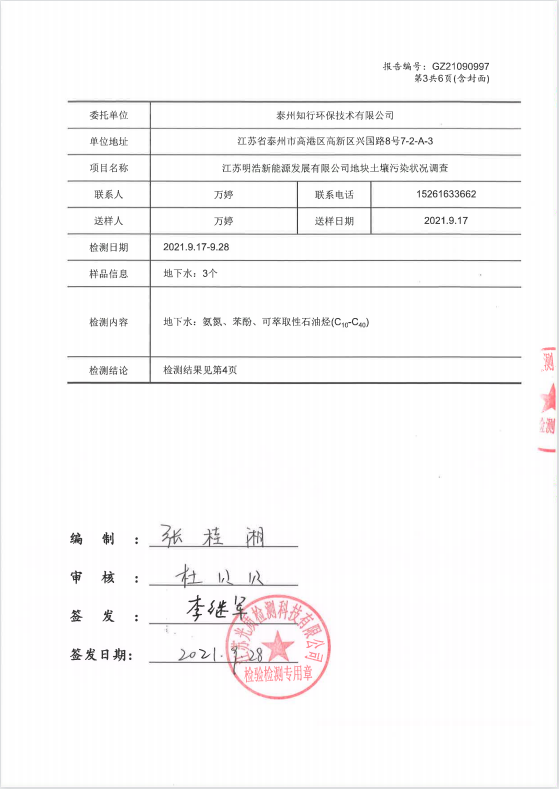 报告编号：GZ21090997
第3共6页(含封面)
委托单位 泰州知行环保技术有限公司
单位地址 江苏省泰州市高港区高新区兴国路8号7-2-A-3
项目名称 江苏明浩新能源发展有限公司地块土壤污染状况调查
联系人 万婷 联系电话 15261633662
送样人 万婷 送样日期 2021.9.17
检测日期 2021.9.17-9.28
样品信息 地下水：3个
检测内容 地下水：氨氮、苯酚、可萃取性石油烃(C10-C40)
检测结论 检测结果见第4页
编 制 ： 张桂湘
审 核 ： 杜贝贝
签 发 ： 李继军
签发日期： 2021.9.28
江苏光质检测科技有限公司
检验检测专用章